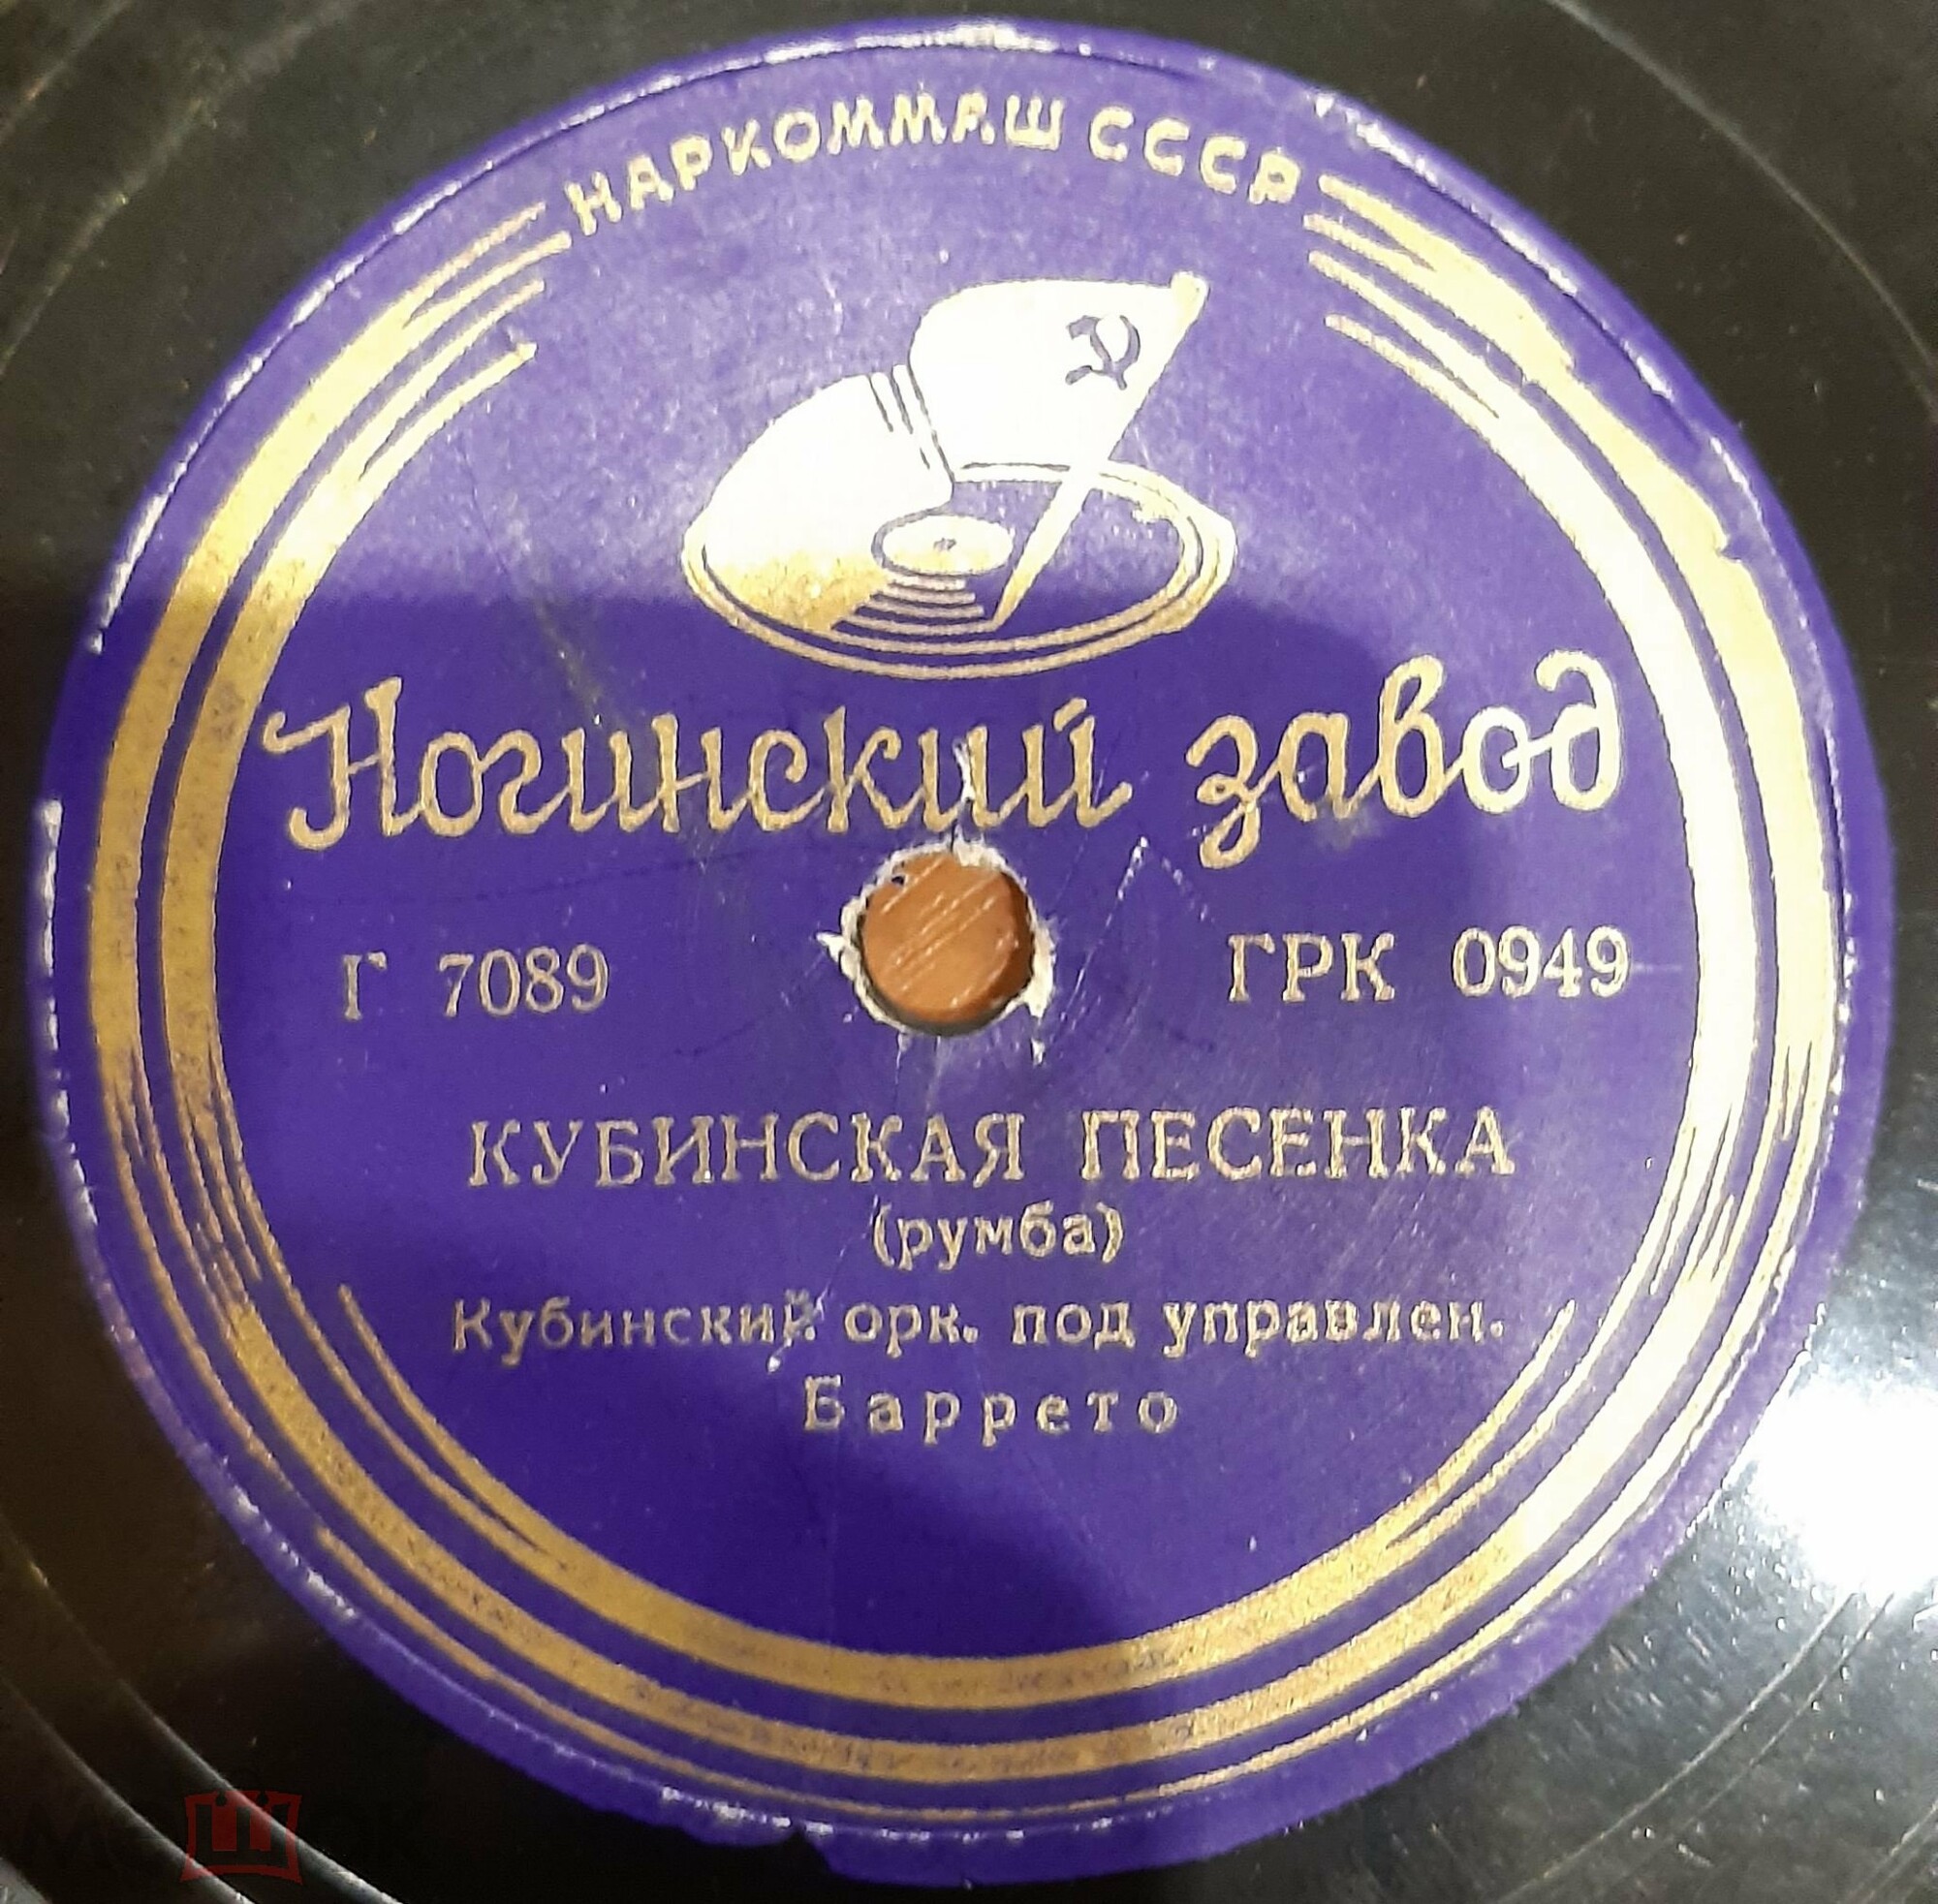 НАРКОММАШ СССР
Ногинский завод
Г 7089 ГРК 0949
КУБИНСКАЯ ПЕСЕНКА
(румба)
Кубинский орк. под управлен.
Баррето